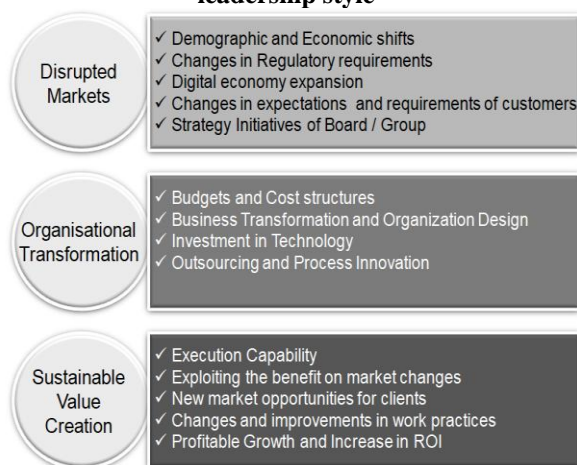 leadership style
Disrupted
Markets
✓ Demographic and Economic shifts
✓ Changes in Regulatory requirements
✓ Digital economy expansion
✓ Changes in expectations and requirements of customers
✓ Strategy Initiatives of Board / Group
Organisational
Transformation
✓ Budgets and Cost structures
✓ Business Transformation and Organization Design
✓ Investment in Technology
✓ Outsourcing and Process Innovation
Sustainable
Value
Creation
✓ Execution Capability
✓ Exploiting the benefit on market changes
✓ New market opportunities for clients
✓ Changes and improvements in work practices
✓ Profitable Growth and Increase in ROI